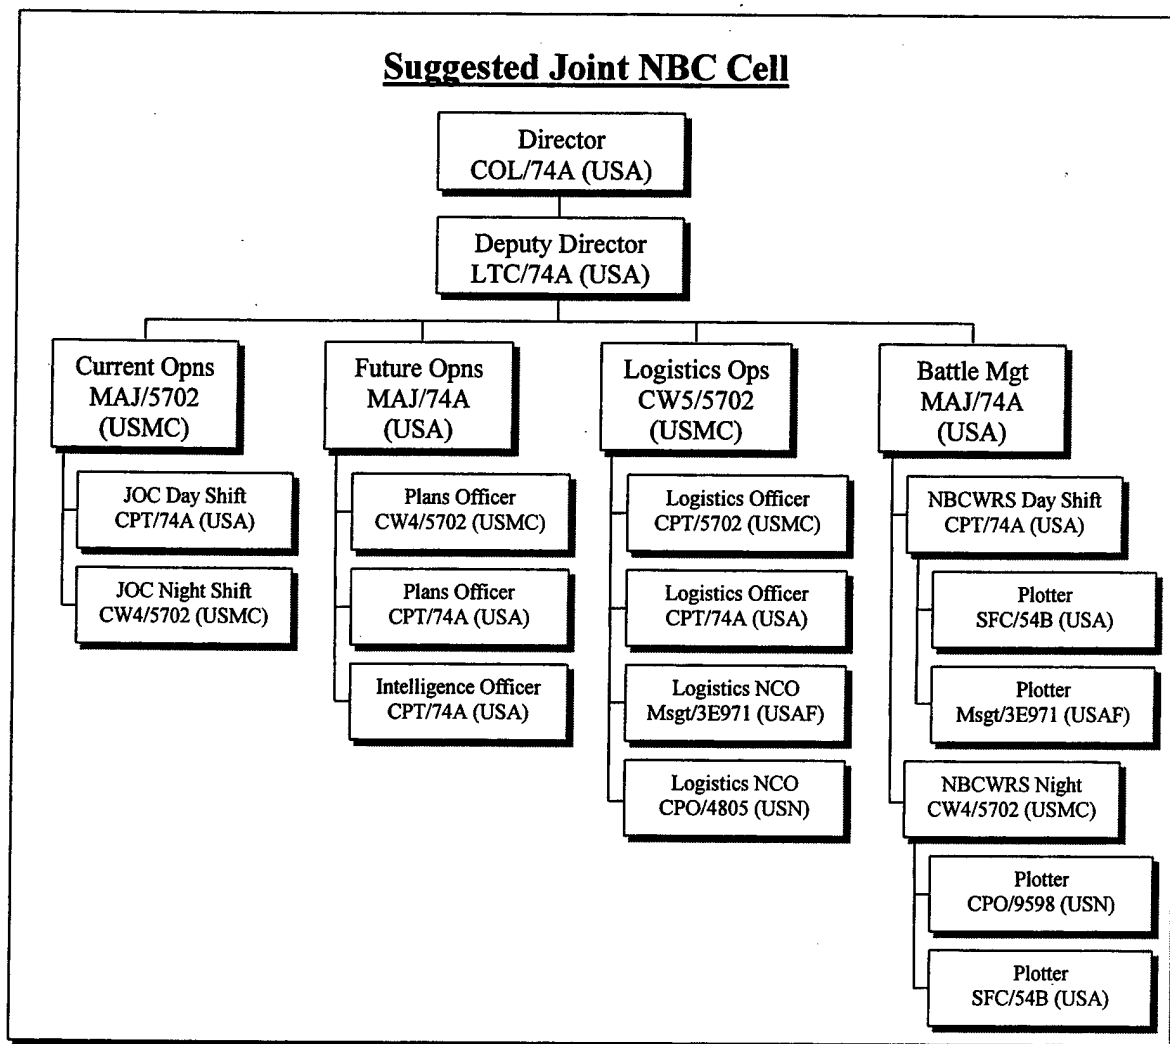 Suggested Joint NBC Cell
Director
COL/74A (USA)
Deputy Director
LTC/74A (USA)
Current Opns
MAJ/5702
(USMC)
JOC Day Shift
CPT/74A (USA)
JOC Night Shift
CW4/5702 (USMC)
Future Opns
MAJ/74A
(USA)
Plans Officer
CW4/5702 (USMC)
Plans Officer
CPT/74A (USA)
Intelligence Officer
CPT/74A (USA)
Logistics Ops
CW5/5702
(USMC)
Logistics Officer
CPT/5702 (USMC)
Logistics Officer
CPT/74A (USA)
Logistics NCO
Msgt/3E971 (USAF)
Logistics NCO
CPO/4805 (USN)
Battle Mgt
MAJ/74A
(USA)
NBCWRS Day Shift
CPT/74A (USA)
Plotter
SFC/54B (USA)
Plotter
Msgt/3E971 (USAF)
NBCWRS Night
CW4/5702 (USMC)
Plotter
CPO/9598 (USN)
Plotter
SFC/54B (USA)